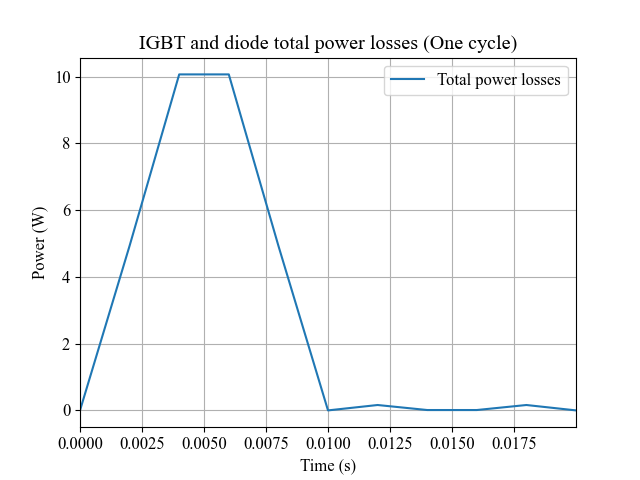 IGBT and diode total power losses (One cycle)
Total power losses
Power (W)
10
8
6
4
2
0
0.0000 0.0025 0.0050 0.0075 0.0100 0.0125 0.0150 0.0175
Time (s)